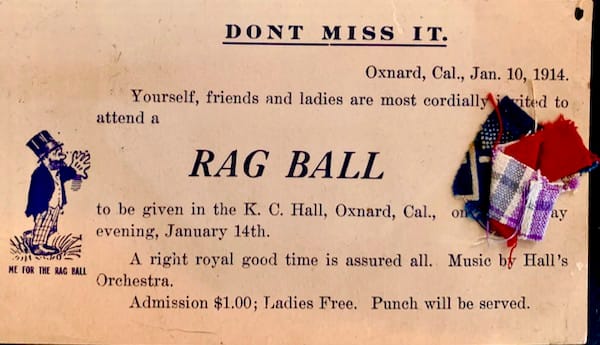 DONT MISS IT.
Oxnard, Cal., Jan. 10, 1914.
Yourself, friends and ladies are most cordially to
attend a
RAG BALL
to be given in the K. C. Hall, Oxnard, Cal., on
evening, January 14th.
A right royal good time is assured all. Music by Hall's
Orchestra.
Admission $1.00; Ladies Free. Punch will be served.
ME FOR THE RAG BALL